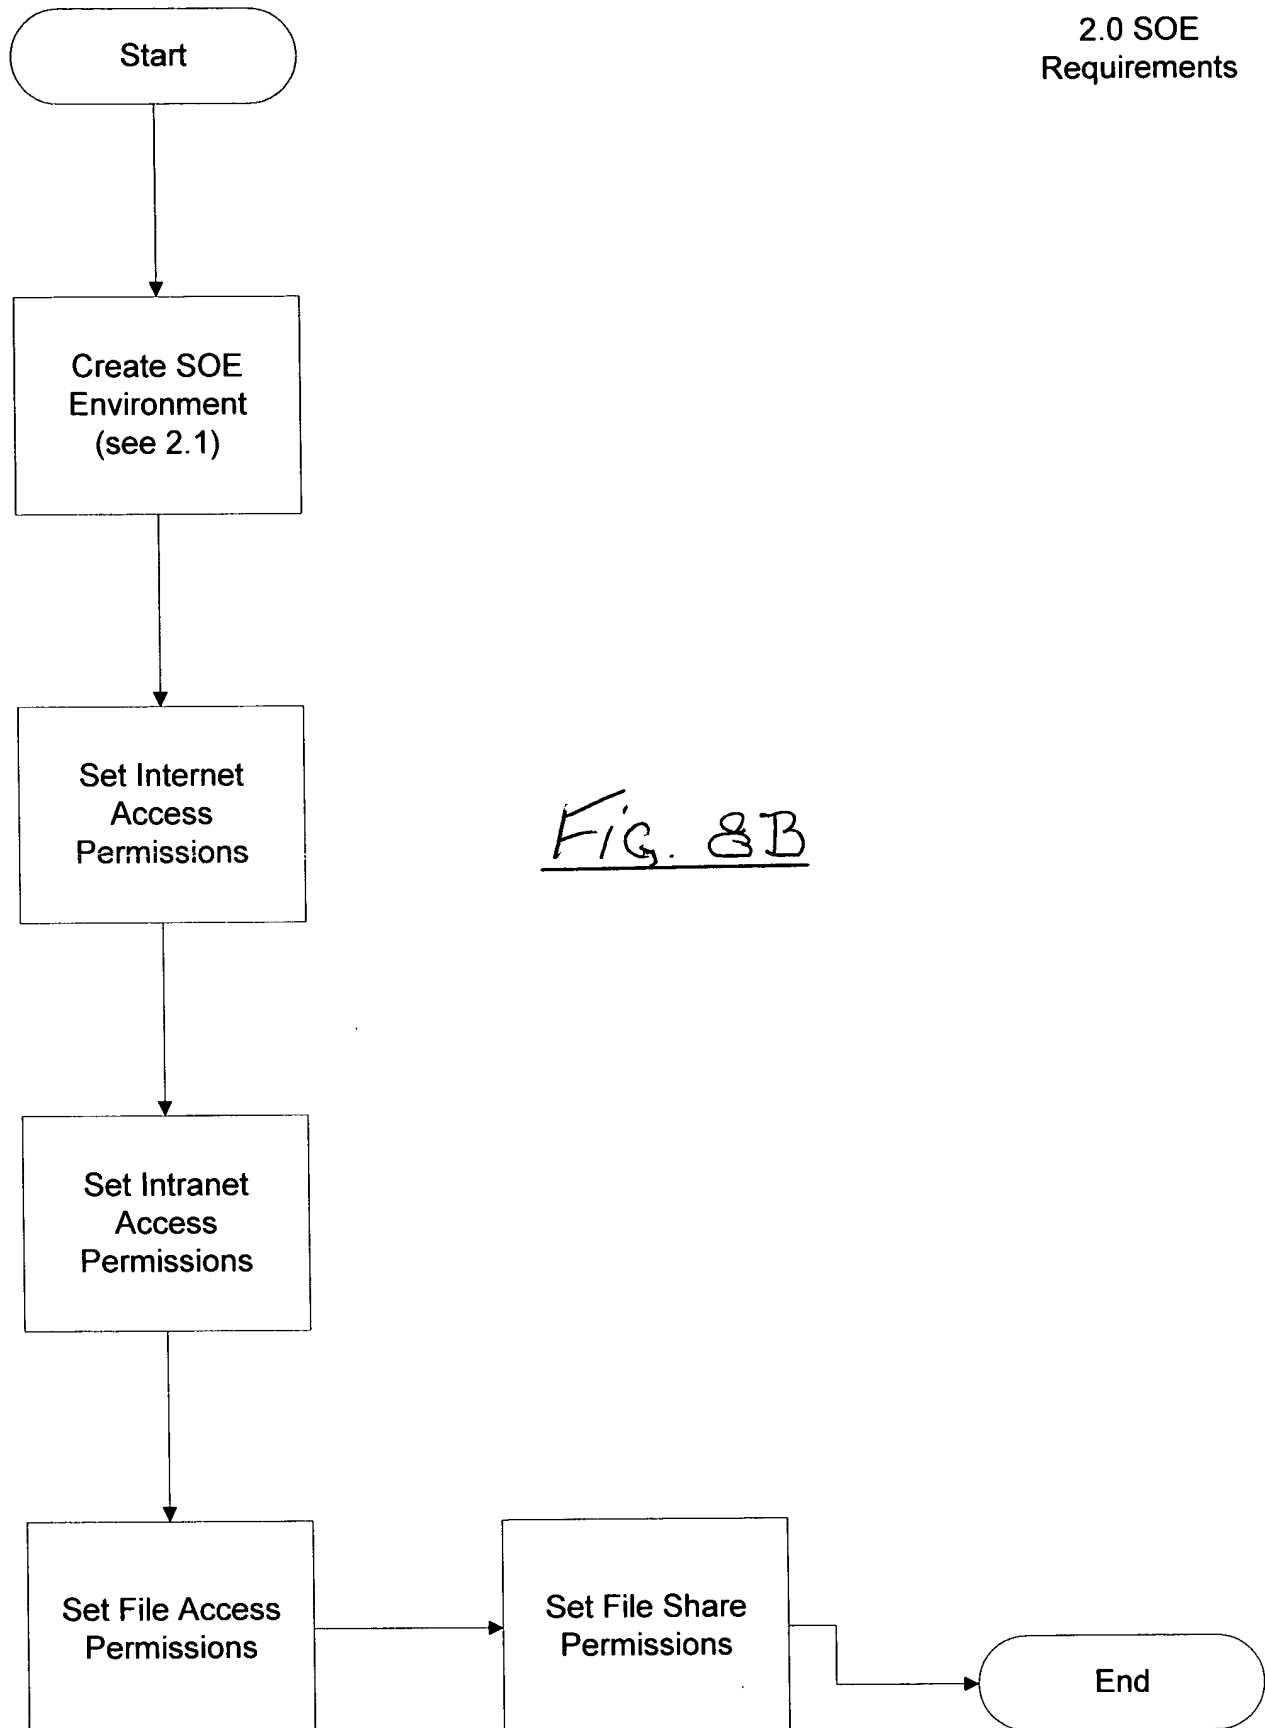 Start
2.0 SOE
Requirements
Create SOE
Environment
(see 2.1)
Set Internet
Access
Permissions
Fig. 8B
Set Intranet
Access
Permissions
Set File Access
Permissions
Set File Share
Permissions
End